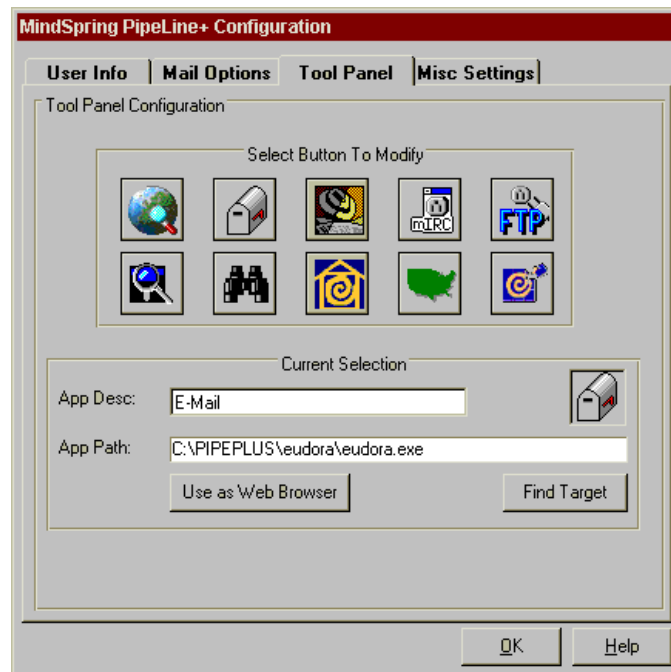 MindSpring PipeLine+ Configuration
User Info Mail Options Tool Panel Misc Settings
Tool Panel Configuration
Select Button To Modify
mIRC FTP
Current Selection
App Desc: E-Mail
App Path: C:\PIPEPLUS\eudora\eudora.exe
Use as Web Browser Find Target
OK Help